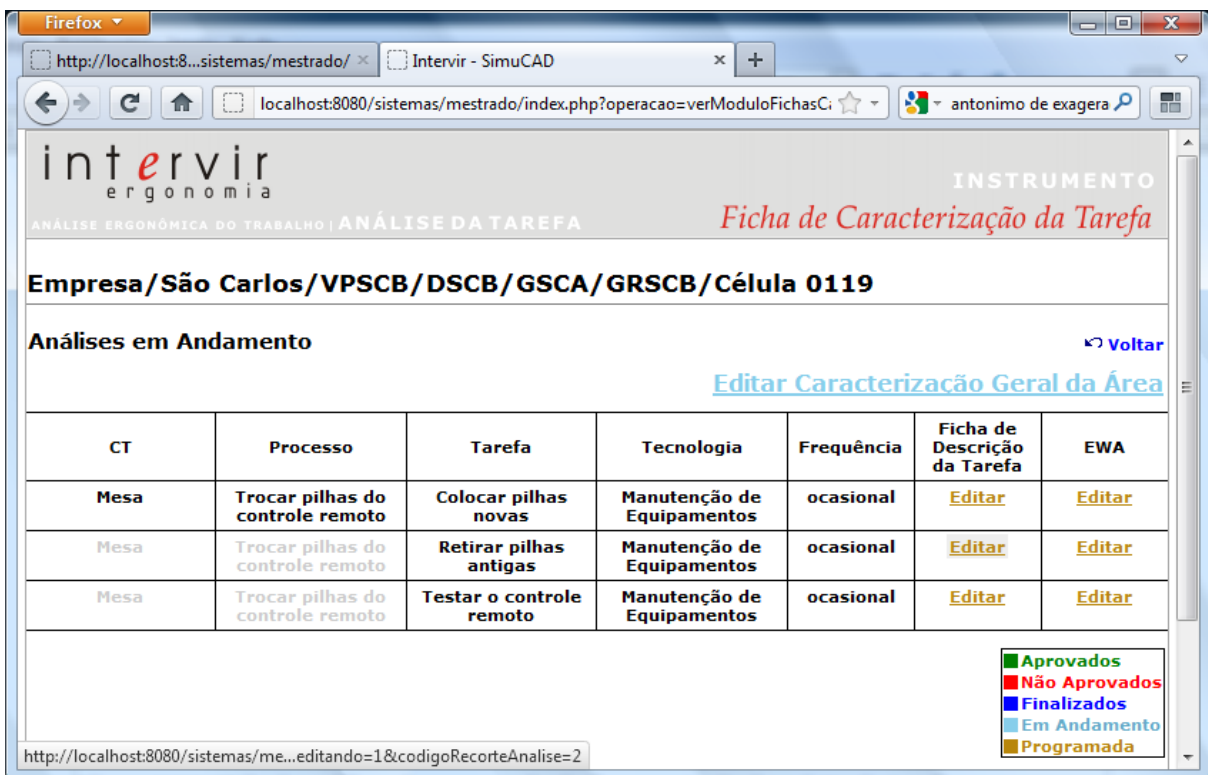 Firefox
http://localhost:8...sistemas/mestrado/
Intervir - SimuCAD
localhost:8080/sistemas/mestrado/index.php?operacao=verModuloFichasCa
antonimo de exagera
intervir
ergonomia
INSTRUMENTO
ANÁLISE ERGONÔMICA DO TRABALHO | ANÁLISE DA TAREFA
Ficha de Caracterização da Tarefa
Empresa/São Carlos/VPSCB/DSCB/GSCA/GRSCB/Célula 0119
Análises em Andamento
Voltar
Editar Caracterização Geral da Área
CT Processo Tarefa Tecnologia Frequência Ficha de Descrição da Tarefa EWA
Mesa Trocar pilhas do controle remoto Colocar pilhas novas Manutenção de Equipamentos ocasional Editar Editar
Mesa Trocar pilhas do controle remoto Retirar pilhas antigas Manutenção de Equipamentos ocasional Editar Editar
Mesa Trocar pilhas do controle remoto Testar o controle remoto Manutenção de Equipamentos ocasional Editar Editar
Aprovados
Não Aprovados
Finalizados
Em Andamento
Programada
http://localhost:8080/sistemas/me...editando=1&codigoRecorteAnalise=2